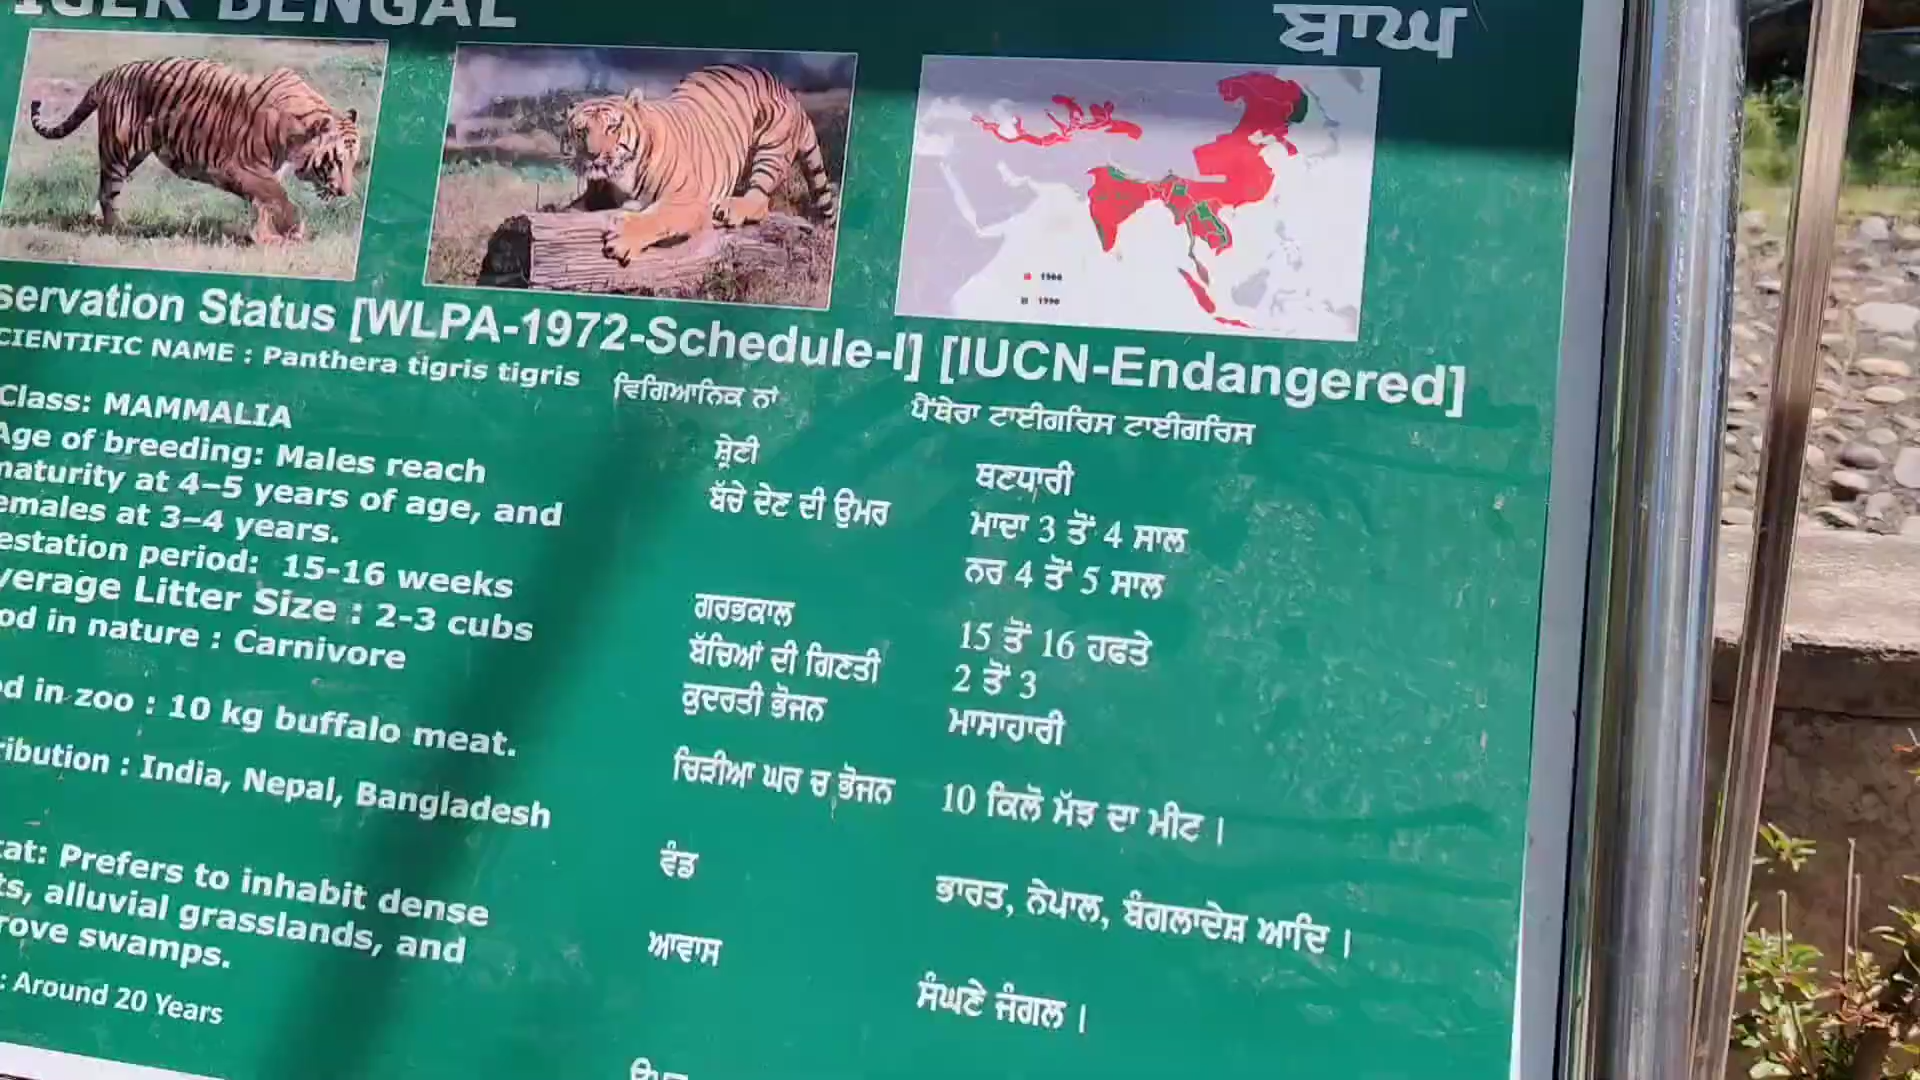 TIGER BENGAL
ਬਾਘ
1900
1990
servation Status [WLPA-1972-Schedule-I] [IUCN-Endangered]
CIENTIFIC NAME : Panthera tigris tigris
ਵਿਗਿਆਨਿਕ ਨਾਂ
ਪੈਂਥੇਰਾ ਟਾਈਗਰਿਸ ਟਾਈਗਰਿਸ
Class: MAMMALIA
ਸ਼੍ਰੇਣੀ
ਥਣਧਾਰੀ
Age of breeding: Males reach
maturity at 4–5 years of age, and
emales at 3–4 years.
ਬੱਚੇ ਦੇਣ ਦੀ ਉਮਰ
ਮਾਦਾ 3 ਤੋਂ 4 ਸਾਲ
ਨਰ 4 ਤੋਂ 5 ਸਾਲ
estation period: 15-16 weeks
ਗਰਭਕਾਲ
15 ਤੋਂ 16 ਹਫਤੇ
verage Litter Size : 2-3 cubs
ਬੱਚਿਆਂ ਦੀ ਗਿਣਤੀ
2 ਤੋਂ 3
od in nature : Carnivore
ਕੁਦਰਤੀ ਭੋਜਨ
ਮਾਸਾਹਾਰੀ
d in zoo : 10 kg buffalo meat.
ਚਿੜੀਆ ਘਰ ਚ ਭੋਜਨ
10 ਕਿਲੋ ਮੱਝ ਦਾ ਮੀਟ ।
ribution : India, Nepal, Bangladesh
ਵੰਡ
ਭਾਰਤ, ਨੇਪਾਲ, ਬੰਗਲਾਦੇਸ਼ ਆਦਿ ।
tat: Prefers to inhabit dense
ts, alluvial grasslands, and
rove swamps.
ਆਵਾਸ
ਸੰਘਣੇ ਜੰਗਲ ।
: Around 20 Years